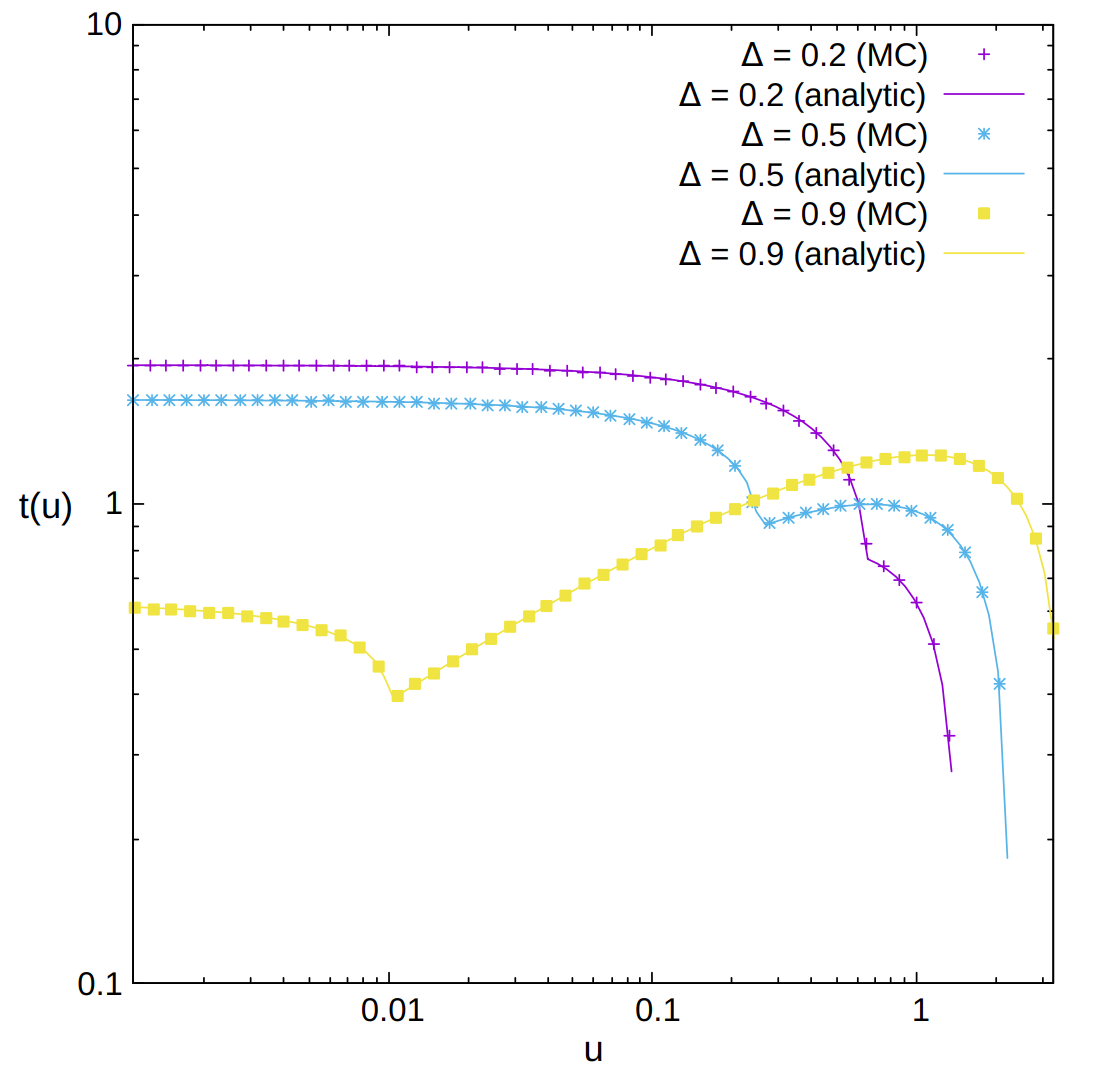 10
Δ = 0.2 (MC)
Δ = 0.2 (analytic)
Δ = 0.5 (MC)
Δ = 0.5 (analytic)
Δ = 0.9 (MC)
Δ = 0.9 (analytic)
t(u)
1
0.1
0.01
0.1
1
u